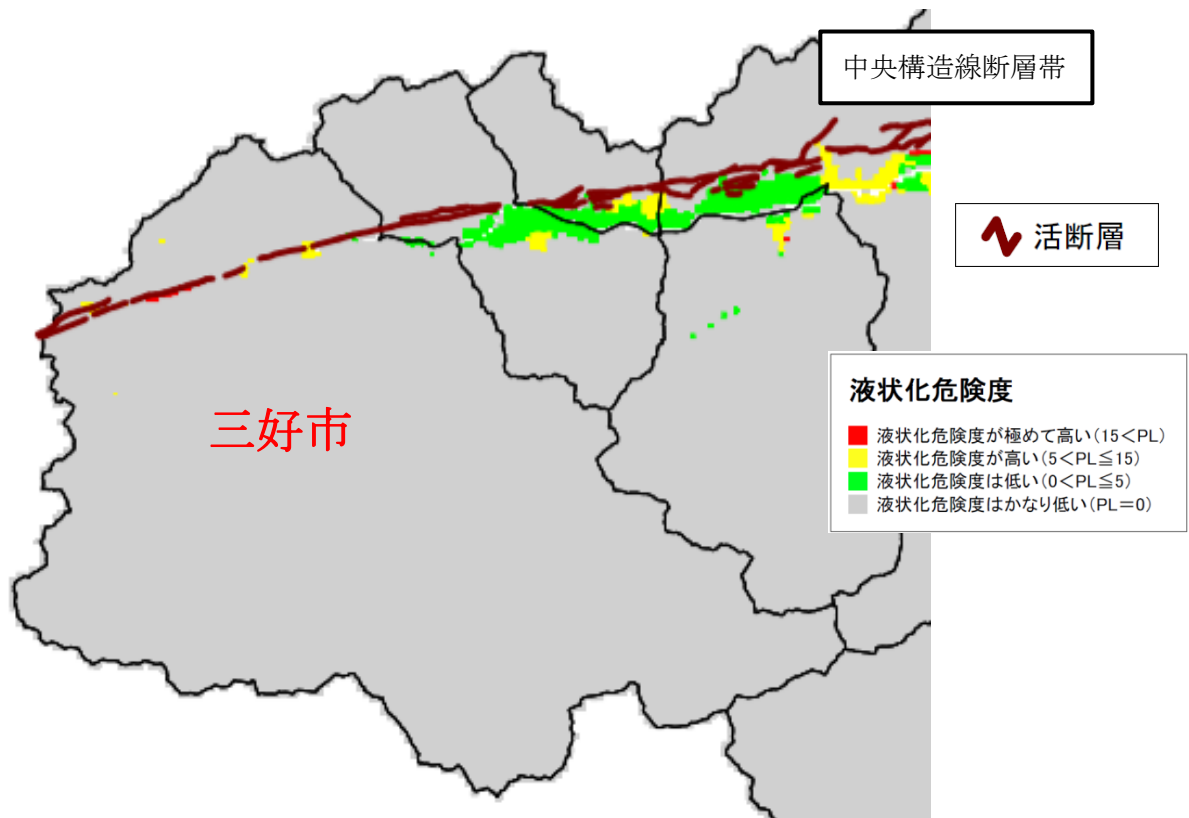 中央構造線断層帯
活断層
液状化危険度
液状化危険度が極めて高い(15<PL)
液状化危険度が高い(5<PL≦15)
液状化危険度は低い(0<PL≦5)
液状化危険度はかなり低い(PL=0)
三好市